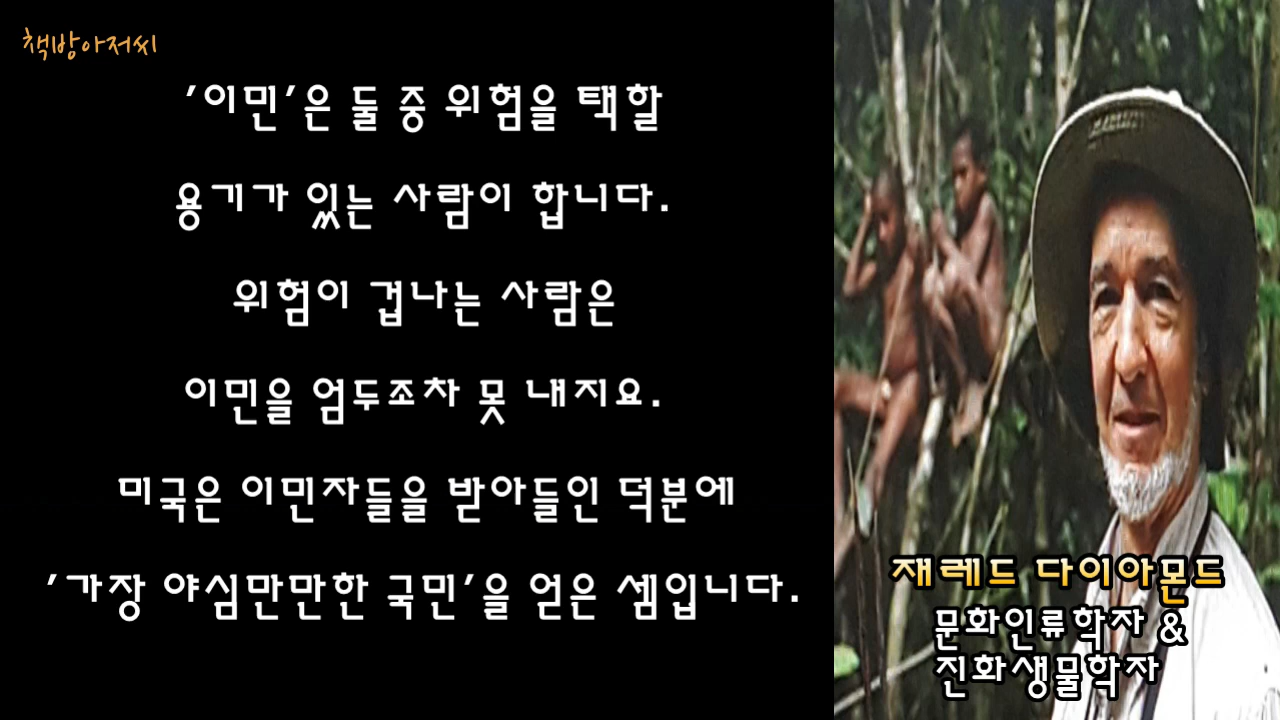 책방아저씨
'이민'은 둘 중 위험을 택할
용기가 있는 사람이 합니다.
위험이 겁나는 사람은
이민을 엄두조차 못 내지요.
미국은 이민자들을 받아들인 덕분에
'가장 야심만만한 국민'을 얻은 셈입니다.
재레드 다이아몬드
문화인류학자 &
진화생물학자